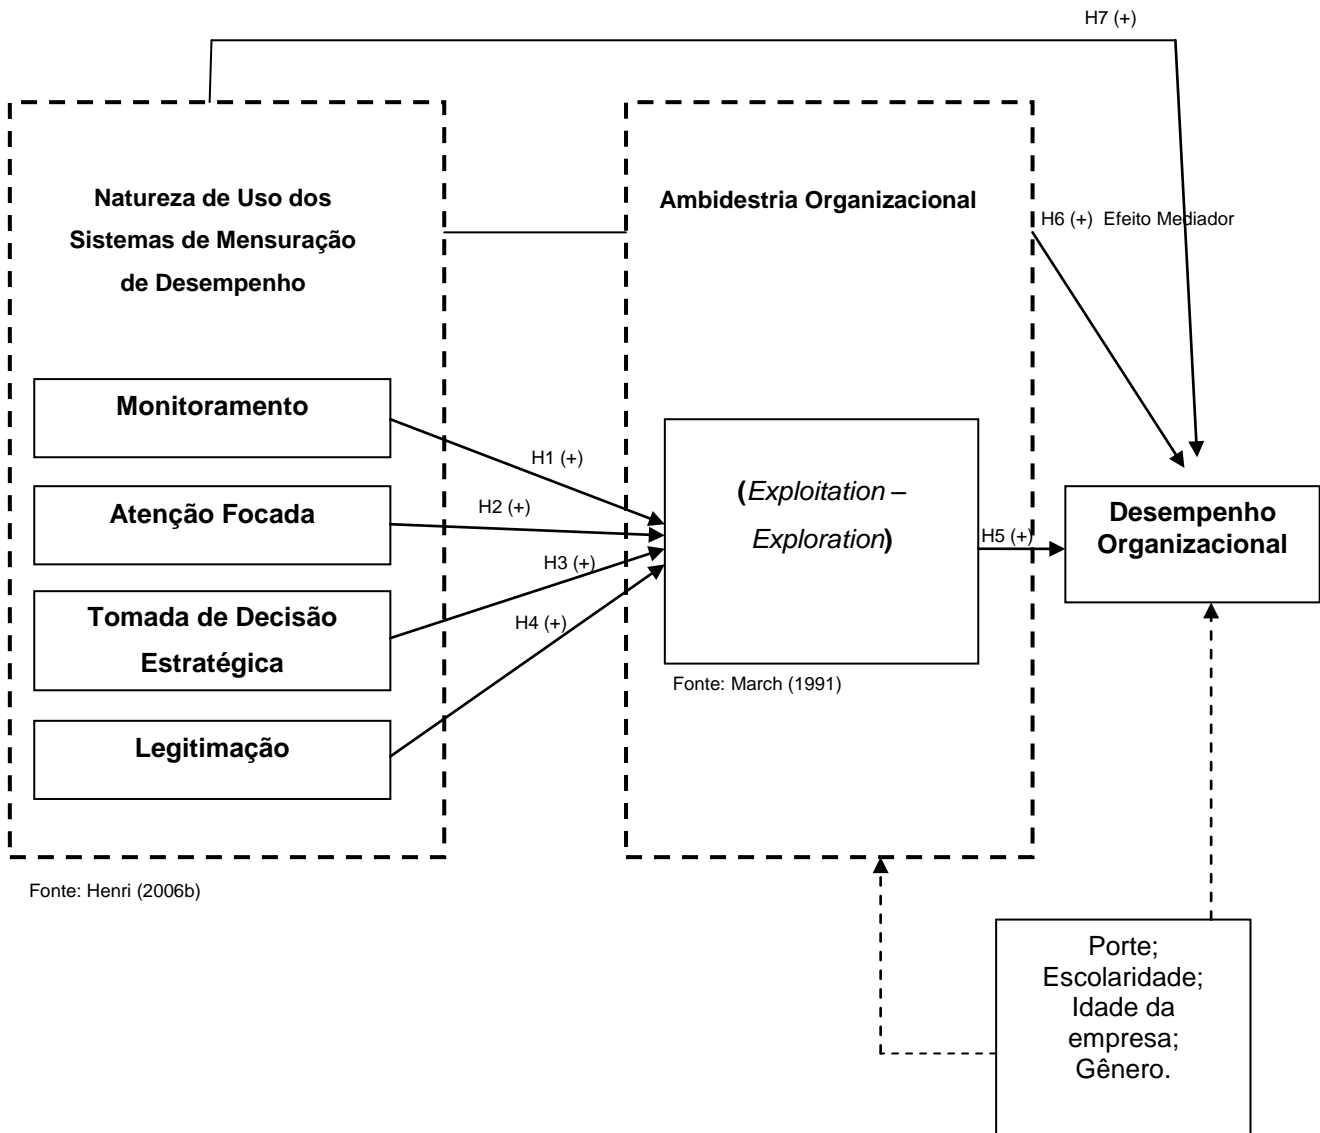 H7 (+)
Natureza de Uso dos
Sistemas de Mensuração
de Desempenho
Monitoramento
Atenção Focada
Tomada de Decisão
Estratégica
Legitimação
Fonte: Henri (2006b)
H1 (+)
H2 (+)
H3 (+)
H4 (+)
Ambidestria Organizacional
(Exploitation –
Exploration)
Fonte: March (1991)
H6 (+) Efeito Mediador
H5 (+)
Desempenho
Organizacional
Porte;
Escolaridade;
Idade da
empresa;
Gênero.